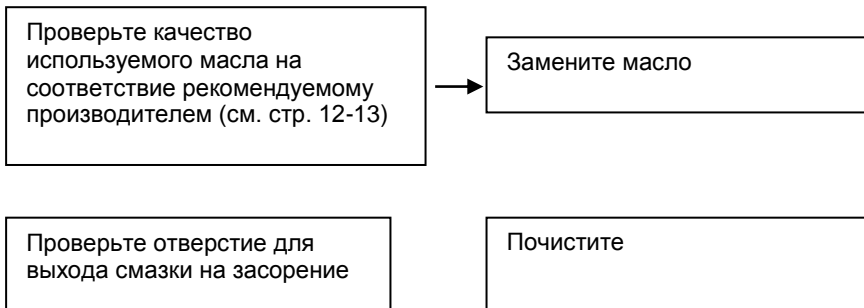 Проверьте качество
используемого масла на
соответствие рекомендуемому
производителем (см. стр. 12-13)
Замените масло
Проверьте отверстие для
выхода смазки на засорение
Почистите